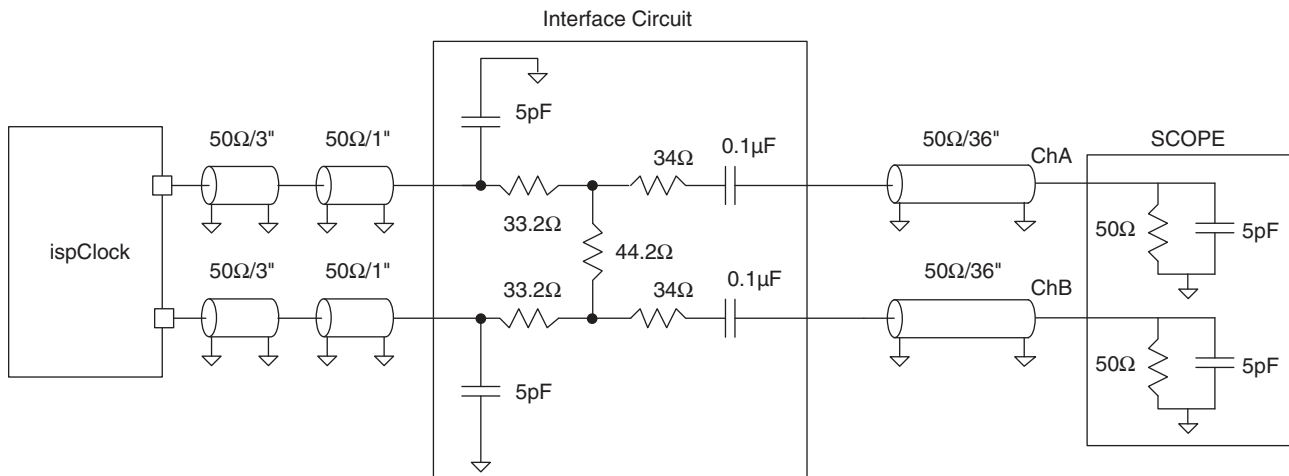 Interface Circuit
5pF
50Ω/3" 50Ω/1"
34Ω 0.1µF
50Ω/36" ChA SCOPE
33.2Ω
50Ω 5pF
ispClock
44.2Ω
50Ω/3" 50Ω/1"
33.2Ω 34Ω 0.1µF
50Ω/36" ChB
50Ω 5pF
5pF